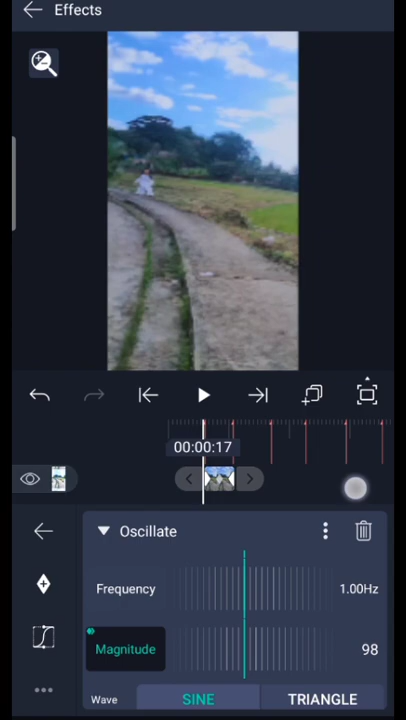 Effects
00:00:17
Oscillate
Frequency
1.00Hz
Magnitude
98
Wave
SINE
TRIANGLE